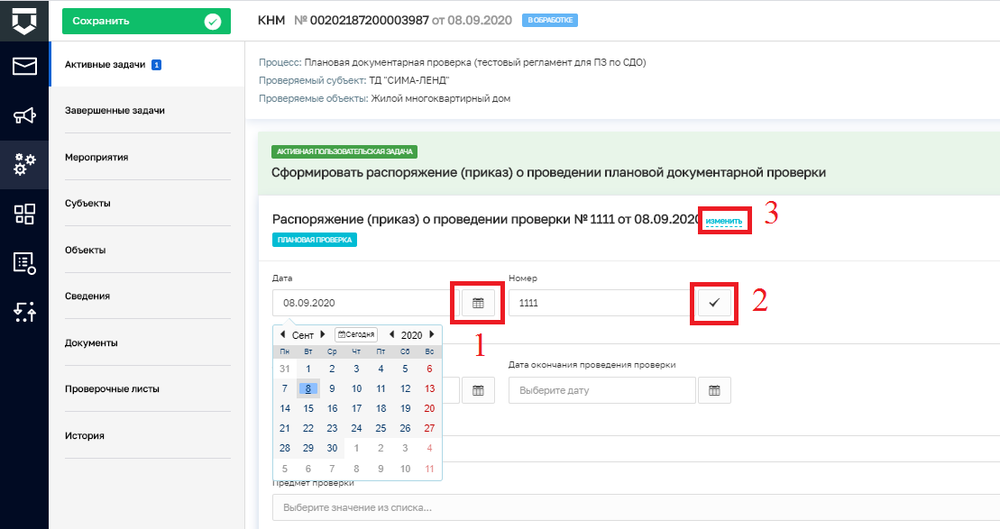 Сохранить
КНМ № 00202187200003987 от 08.09.2020 В ОБРАБОТКЕ
Активные задачи 1
Завершенные задачи
Мероприятия
Субъекты
Объекты
Сведения
Документы
Проверочные листы
История
Процесс: Плановая документарная проверка (тестовый регламент для ПЗ по СДО)
Проверяемый субъект: ТД "СИМА-ЛЕНД"
Проверяемые объекты: Жилой многоквартирный дом
АКТИВНАЯ ПОЛЬЗОВАТЕЛЬСКАЯ ЗАДАЧА
Сформировать распоряжение (приказ) о проведении плановой документарной проверки
Распоряжение (приказ) о проведении проверки № 1111 от 08.09.2020 изменить 3
ПЛАНОВАЯ ПРОВЕРКА
Дата Номер
08.09.2020 1111 2
1
Сент Сегодня 2020
Пн Вт Ср Чт Пт Сб Вс
31 1 2 3 4 5 6
7 8 9 10 11 12 13
14 15 16 17 18 19 20
21 22 23 24 25 26 27
28 29 30 1 2 3 4
5 6 7 8 9 10 11
Дата окончания проведения проверки
Выберите дату
Предмет проверки
Выберите значение из списка...